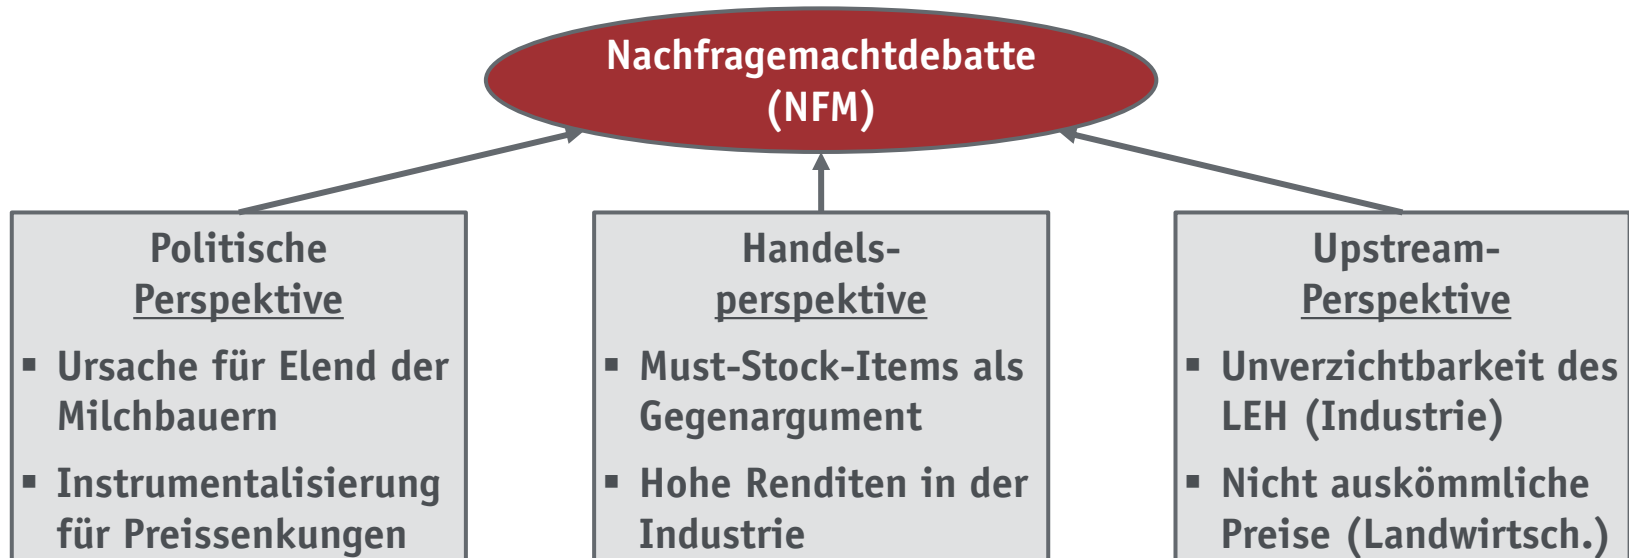 Nachfragemachtdebatte
(NFM)
Politische
Perspektive
▪ Ursache für Elend der
Milchbauern
▪ Instrumentalisierung
für Preissenkungen
Handels-
perspektive
▪ Must-Stock-Items als
Gegenargument
▪ Hohe Renditen in der
Industrie
Upstream-
Perspektive
▪ Unverzichtbarkeit des
LEH (Industrie)
▪ Nicht auskömmliche
Preise (Landwirtsch.)